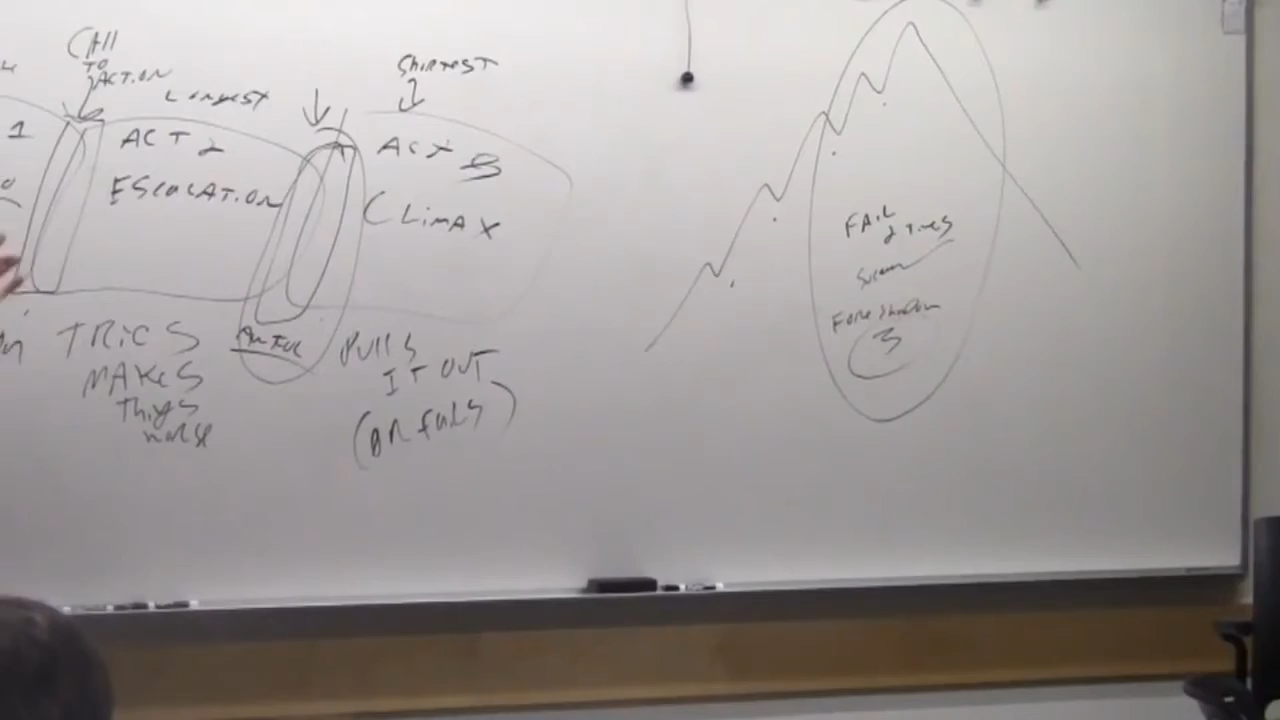 CAll
TO
ACTION
Longest
Shortest
1
ACT 2
ACT 3
ESCALATION
CLIMAX
TRIES
MAKES
things
worse
PULLS
IT OUT
(OR fails)
FAIL
2 Times
Foreshadow
3